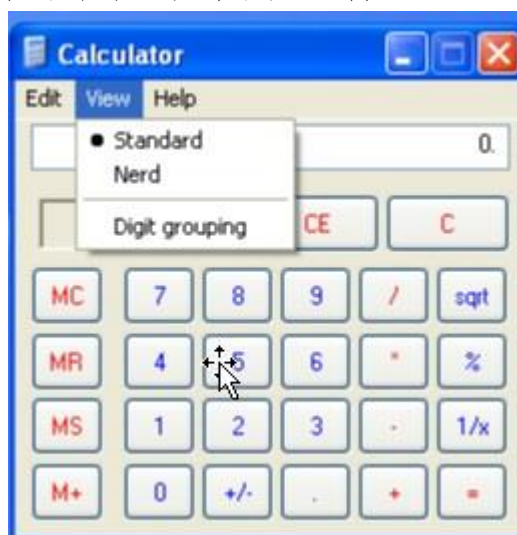 Calculator
Edit View Help
Standard
0.
Nerd
Digit grouping
CE C
MC 7 8 9 / sqrt
MR 4 5 6 * %
MS 1 2 3 - 1/x
M+ 0 +/- . + =